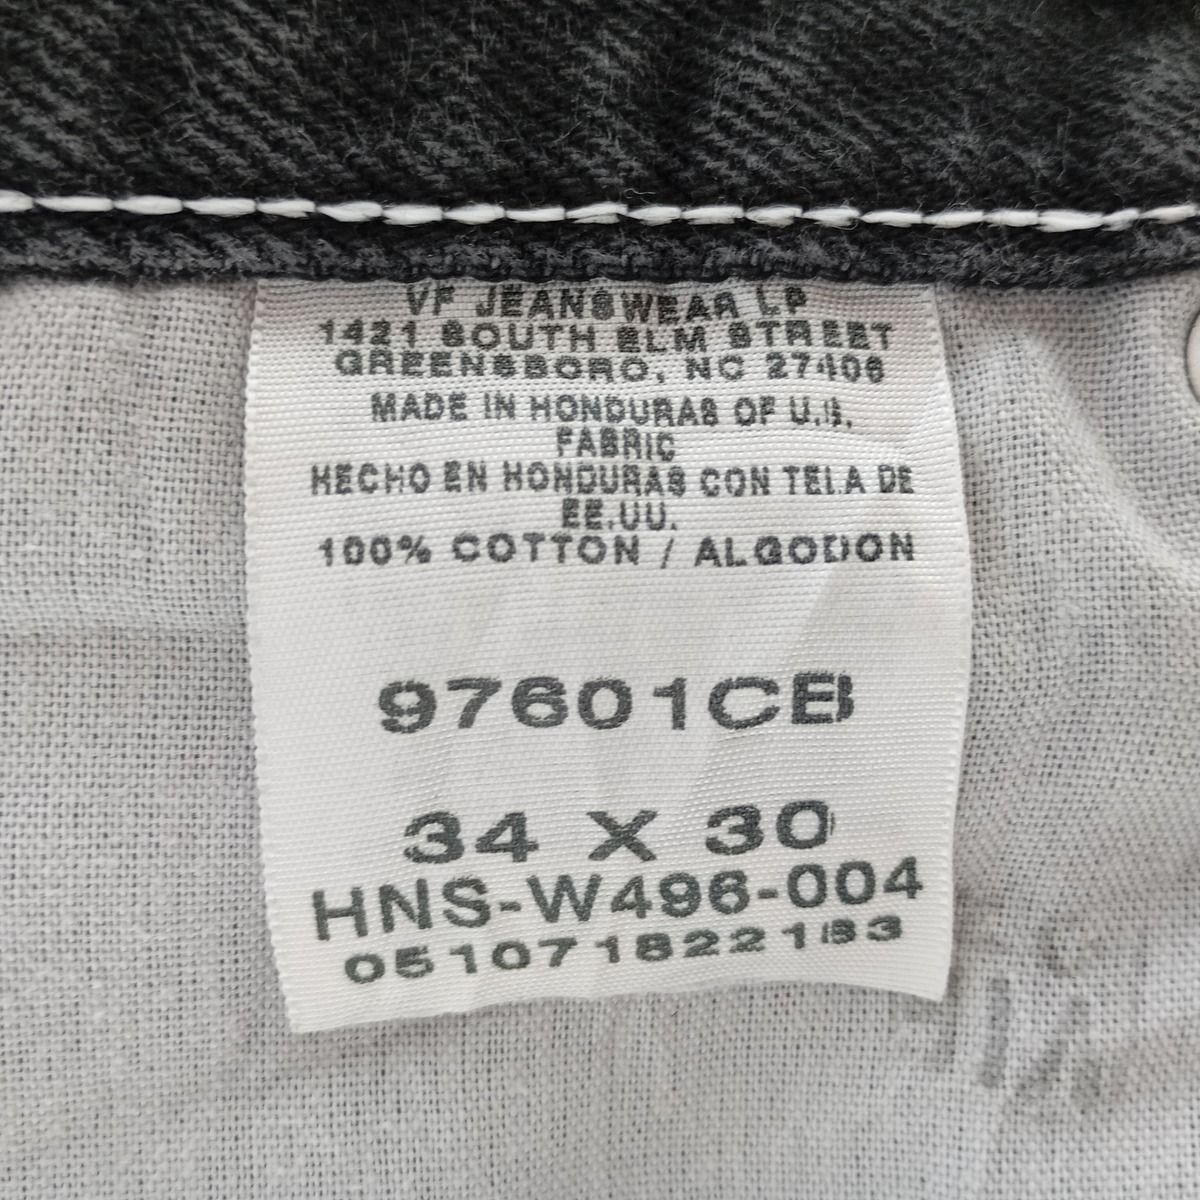 VF JEANSWEAR LP
1421 SOUTH ELM STREET
GREENSBORO, NC 27406
MADE IN HONDURAS OF U.S.
FABRIC
HECHO EN HONDURAS CON TELA DE
EE.UU.
100% COTTON / ALGODON
97601CB
34 X 30
HNS-W496-004